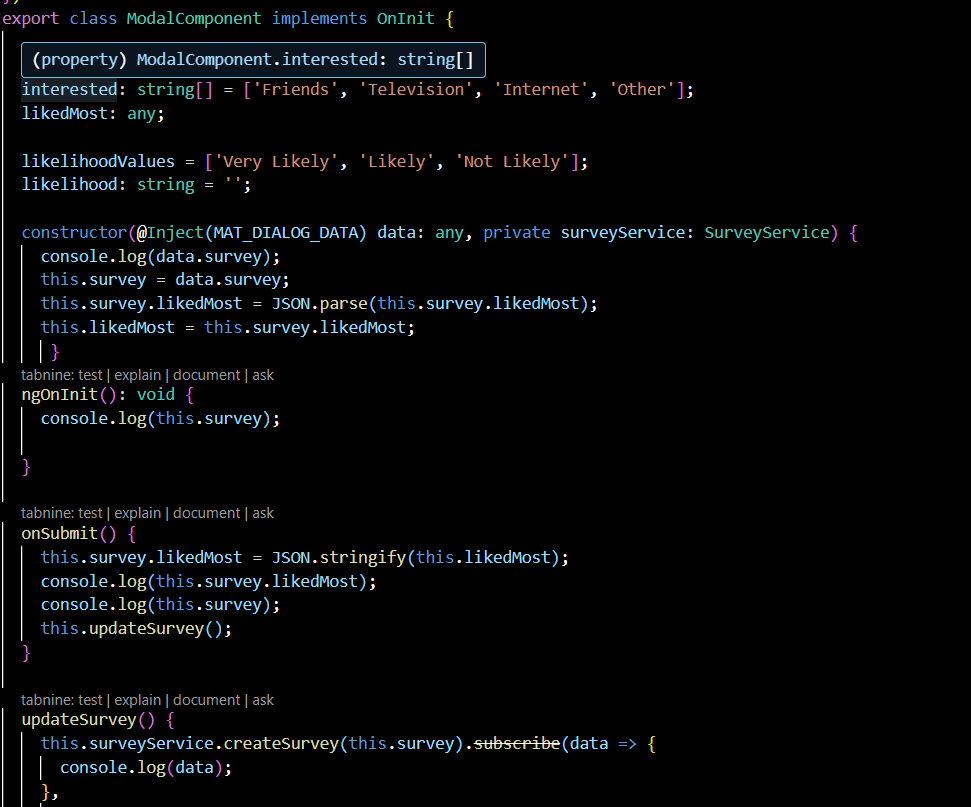 export class ModalComponent implements OnInit {
(property) ModalComponent.interested: string[]
interested: string[] = ['Friends', 'Television', 'Internet', 'Other'];
likedMost: any;
likelihoodValues = ['Very Likely', 'Likely', 'Not Likely'];
likelihood: string = '';
constructor(@Inject(MAT_DIALOG_DATA) data: any, private surveyService: SurveyService) {
console.log(data.survey);
this.survey = data.survey;
this.survey.likedMost = JSON.parse(this.survey.likedMost);
this.likedMost = this.survey.likedMost;
}
tabnine: test | explain | document | ask
ngOnInit(): void {
console.log(this.survey);
}
tabnine: test | explain | document | ask
onSubmit() {
this.survey.likedMost = JSON.stringify(this.likedMost);
console.log(this.survey.likedMost);
console.log(this.survey);
this.updateSurvey();
}
tabnine: test | explain | document | ask
updateSurvey() {
this.surveyService.createSurvey(this.survey).subscribe(data => {
console.log(data);
},